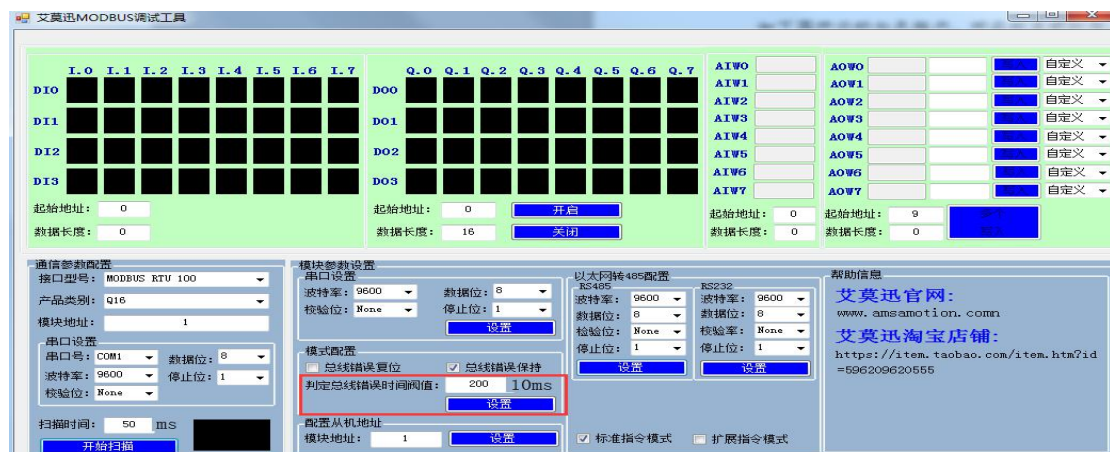 艾莫迅MODBUS调试工具
I.0 I.1 I.2 I.3 I.4 I.5 I.6 I.7
DI0
DI1
DI2
DI3
起始地址: 0
数据长度: 0
Q.0 Q.1 Q.2 Q.3 Q.4 Q.5 Q.6 Q.7
DO0
DO1
DO2
DO3
起始地址: 0 开启
数据长度: 16 关闭
AIW0
AIW1
AIW2
AIW3
AIW4
AIW5
AIW6
AIW7
起始地址: 0
数据长度: 0
AOW0 自定义
AOW1 自定义
AOW2 自定义
AOW3 自定义
AOW4 自定义
AOW5 自定义
AOW6 自定义
AOW7 自定义
起始地址: 9
数据长度: 0
通信参数配置
接口型号: MODBUS RTU 100
产品类别: Q16
模块地址: 1
串口设置
串口号: COM1 数据位: 8
波特率: 9600 停止位: 1
校验位: None
扫描时间: 50 ms
开始扫描
模块参数设置
串口设置
波特率: 9600 数据位: 8
校验位: None 停止位: 1
设置
模式配置
总线错误复位 总线错误保持
判定总线错误时间阀值: 200 10ms
设置
配置从机地址
模块地址: 1 设置
以太网转485配置
RS485
波特率: 9600
数据位: 8
检验位: None
停止位: 1
设置
RS232
波特率: 9600
数据位: 8
校验率: None
停止位: 1
设置
标准指令模式 扩展指令模式
帮助信息
艾莫迅官网:
www.amsamotion.comn
艾莫迅淘宝店铺:
https://item.taobao.com/item.htm?id
=596209620555